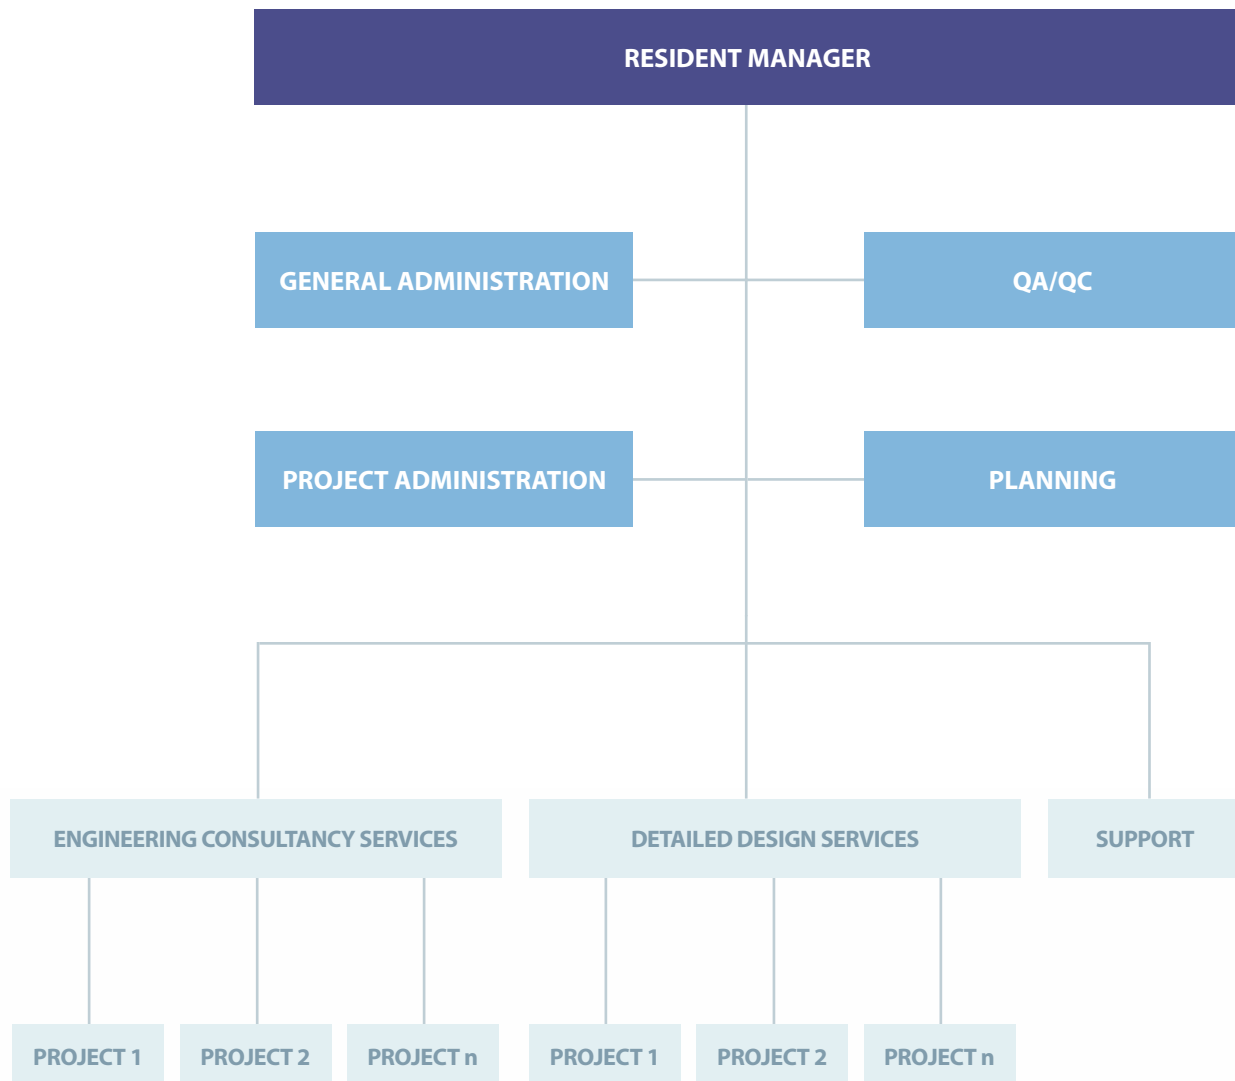 RESIDENT MANAGER
GENERAL ADMINISTRATION
QA/QC
PROJECT ADMINISTRATION
PLANNING
ENGINEERING CONSULTANCY SERVICES
DETAILED DESIGN SERVICES
SUPPORT
PROJECT 1
PROJECT 2
PROJECT n
PROJECT 1
PROJECT 2
PROJECT n